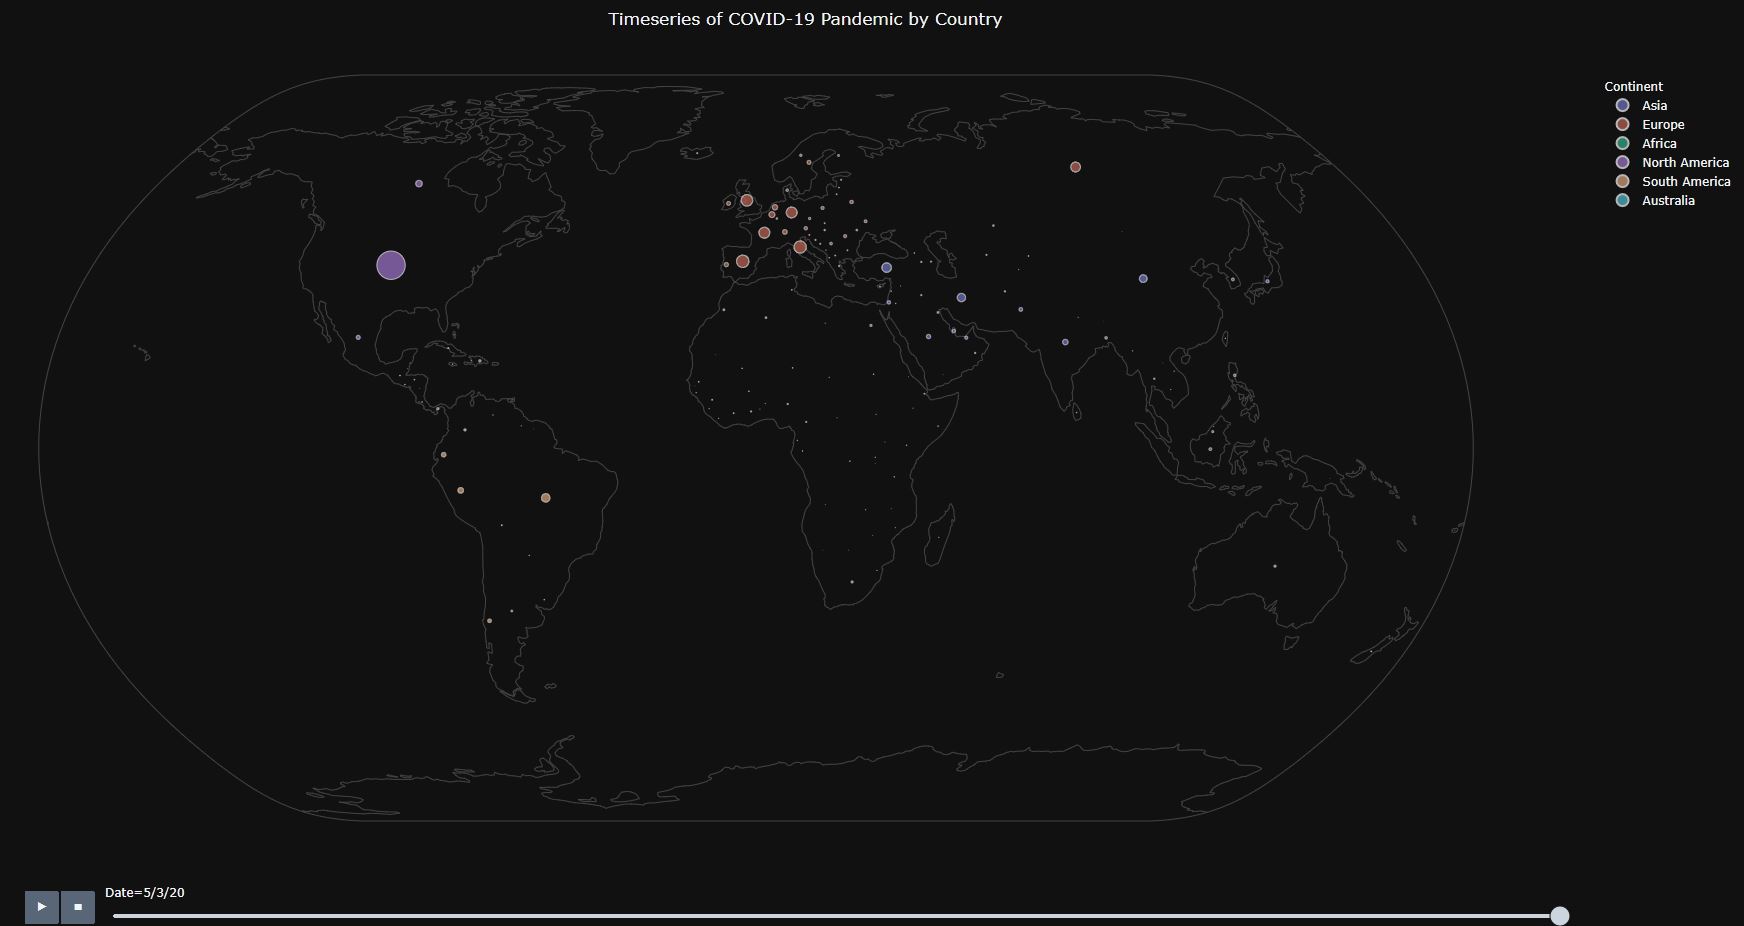 Timeseries of COVID-19 Pandemic by Country
Continent
Asia
Europe
Africa
North America
South America
Australia
Date=5/3/20